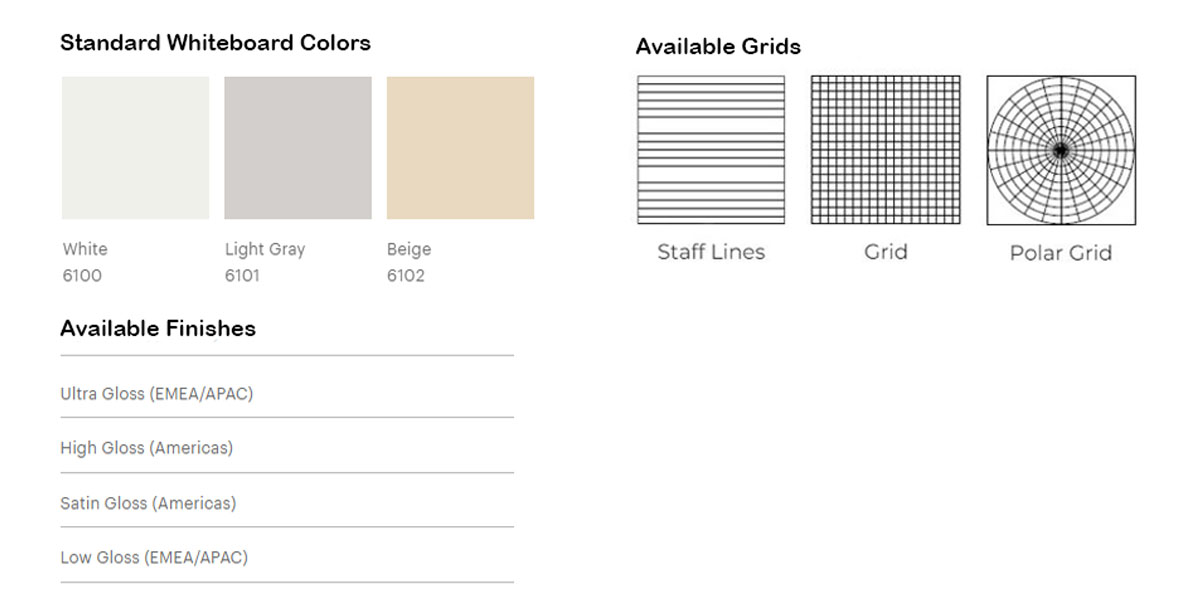 Standard Whiteboard Colors
White
6100
Light Gray
6101
Beige
6102
Available Finishes
Ultra Gloss (EMEA/APAC)
High Gloss (Americas)
Satin Gloss (Americas)
Low Gloss (EMEA/APAC)
Available Grids
Staff Lines
Grid
Polar Grid